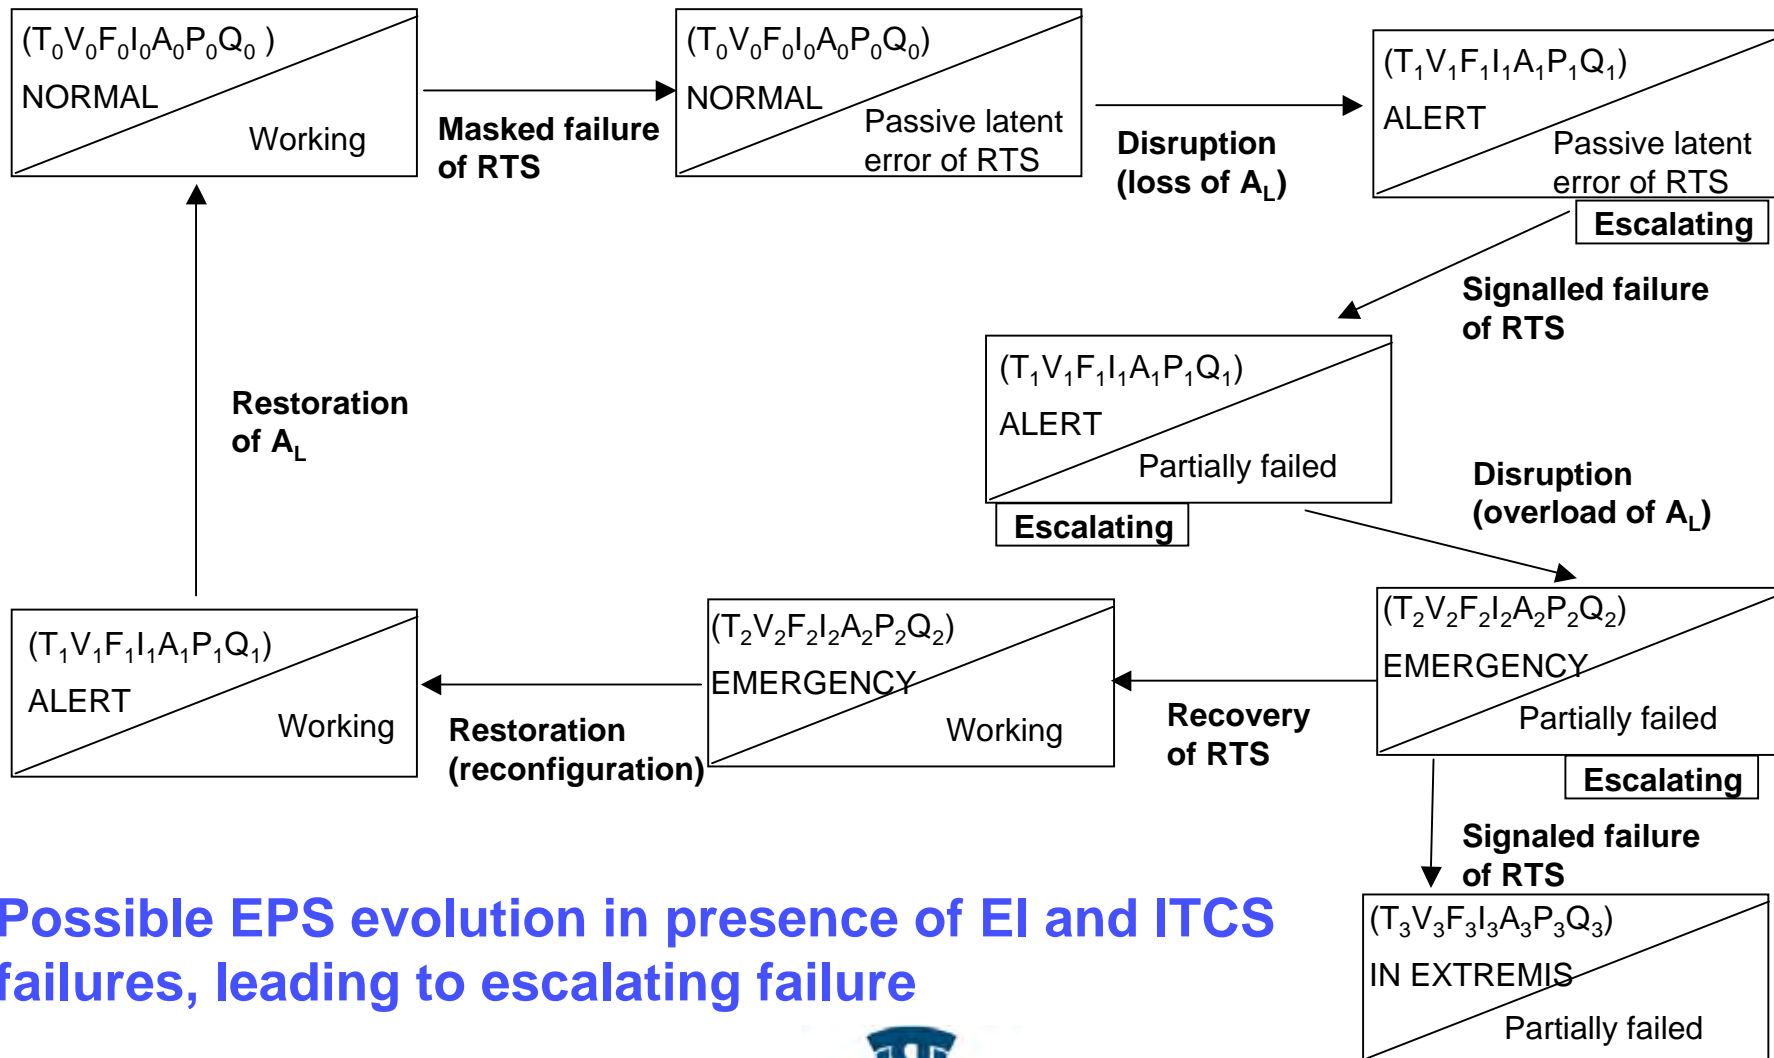 (T₀V₀F₀I₀A₀P₀Q₀ )
NORMAL
Working
Masked failure
of RTS
(T₀V₀F₀I₀A₀P₀Q₀)
NORMAL
Passive latent
error of RTS
Disruption
(loss of A_L)
(T₁V₁F₁I₁A₁P₁Q₁)
ALERT
Passive latent
error of RTS
Escalating
Signalled failure
of RTS
(T₁V₁F₁I₁A₁P₁Q₁)
ALERT
Partially failed
Escalating
Disruption
(overload of A_L)
(T₂V₂F₂I₂A₂P₂Q₂)
EMERGENCY
Partially failed
Escalating
Recovery
of RTS
(T₂V₂F₂I₂A₂P₂Q₂)
EMERGENCY
Working
Restoration
(reconfiguration)
(T₁V₁F₁I₁A₁P₁Q₁)
ALERT
Working
Restoration
of A_L
Signaled failure
of RTS
(T₃V₃F₃I₃A₃P₃Q₃)
IN EXTREMIS
Partially failed
Possible EPS evolution in presence of EI and ITCS
failures, leading to escalating failure